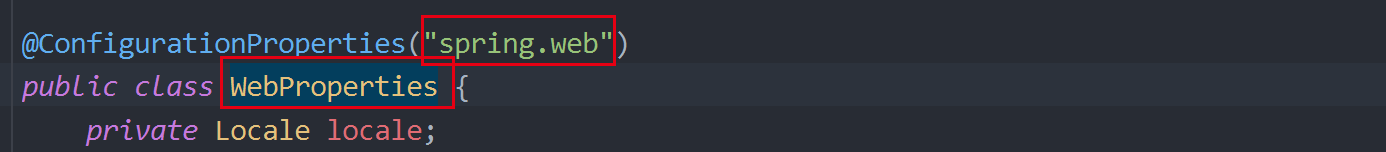 @ConfigurationProperties("spring.web")
public class WebProperties {
private Locale locale;